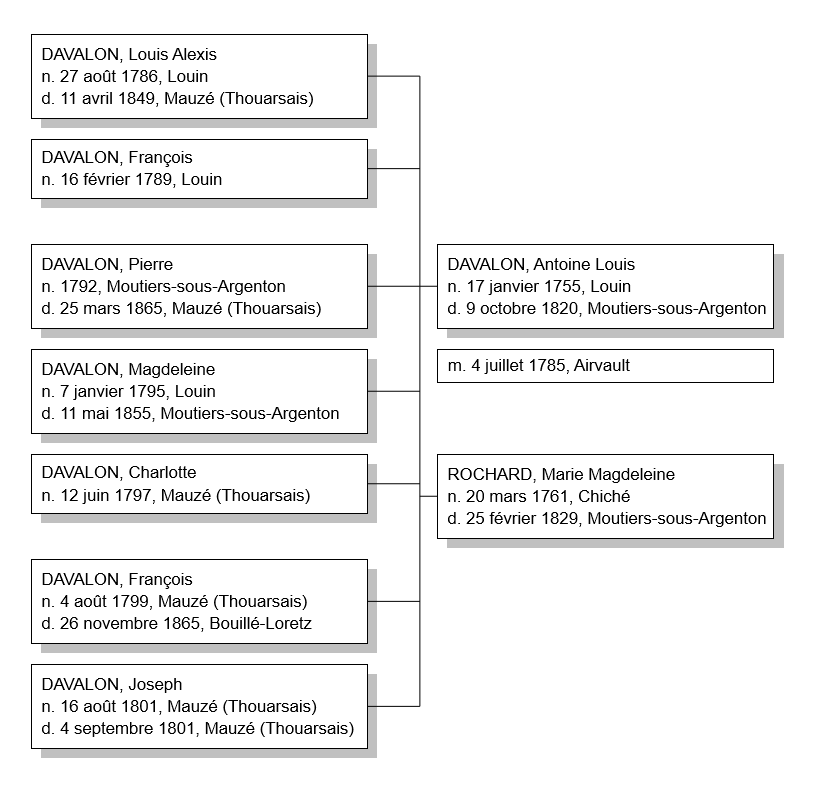 DAVALON, Louis Alexis
n. 27 août 1786, Louin
d. 11 avril 1849, Mauzé (Thouarsais)
DAVALON, François
n. 16 février 1789, Louin
DAVALON, Pierre
n. 1792, Moutiers-sous-Argenton
d. 25 mars 1865, Mauzé (Thouarsais)
DAVALON, Magdeleine
n. 7 janvier 1795, Louin
d. 11 mai 1855, Moutiers-sous-Argenton
DAVALON, Charlotte
n. 12 juin 1797, Mauzé (Thouarsais)
DAVALON, François
n. 4 août 1799, Mauzé (Thouarsais)
d. 26 novembre 1865, Bouillé-Loretz
DAVALON, Joseph
n. 16 août 1801, Mauzé (Thouarsais)
d. 4 septembre 1801, Mauzé (Thouarsais)
DAVALON, Antoine Louis
n. 17 janvier 1755, Louin
d. 9 octobre 1820, Moutiers-sous-Argenton
m. 4 juillet 1785, Airvault
ROCHARD, Marie Magdeleine
n. 20 mars 1761, Chiché
d. 25 février 1829, Moutiers-sous-Argenton